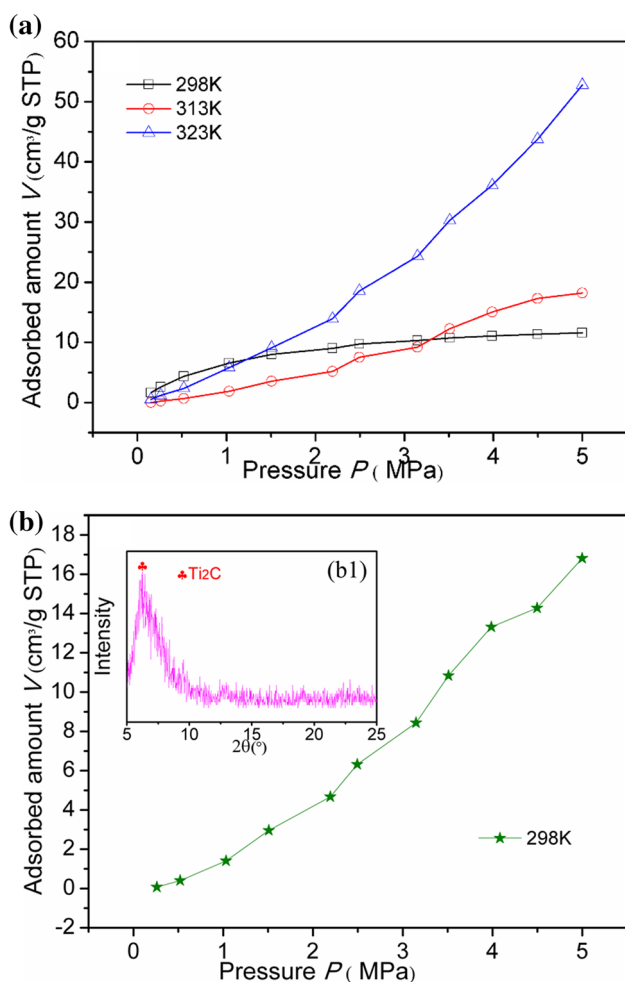 (a)
60
50
40
30
20
10
0
Adsorbed amount V (cm³/g STP)
298K
313K
323K
0 1 2 3 4 5
Pressure P ( MPa)
(b)
18
16
14
12
10
8
6
4
2
0
-2
Adsorbed amount V (cm³/g STP)
(b1)
♣Ti2C
Intensity
5 10 15 20 25
2θ(°)
298K
0 1 2 3 4 5
Pressure P ( MPa)